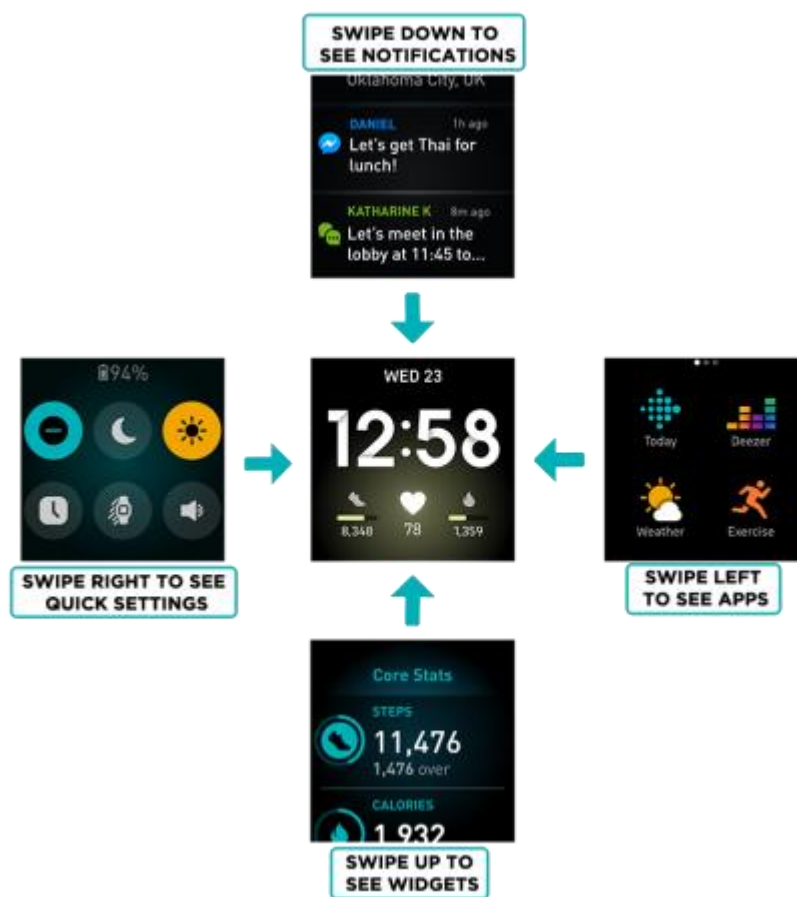 SWIPE DOWN TO
SEE NOTIFICATIONS
Oklahoma City, OK
DANIEL 1h ago
Let's get Thai for
lunch!
KATHARINE K 8m ago
Let's meet in the
lobby at 11:45 to...
94%
SWIPE RIGHT TO SEE
QUICK SETTINGS
WED 23
12:58
8,348 78 1,359
Today Deezer
Weather Exercise
SWIPE LEFT
TO SEE APPS
Core Stats
STEPS
11,476
1,476 over
CALORIES
1,932
SWIPE UP TO
SEE WIDGETS